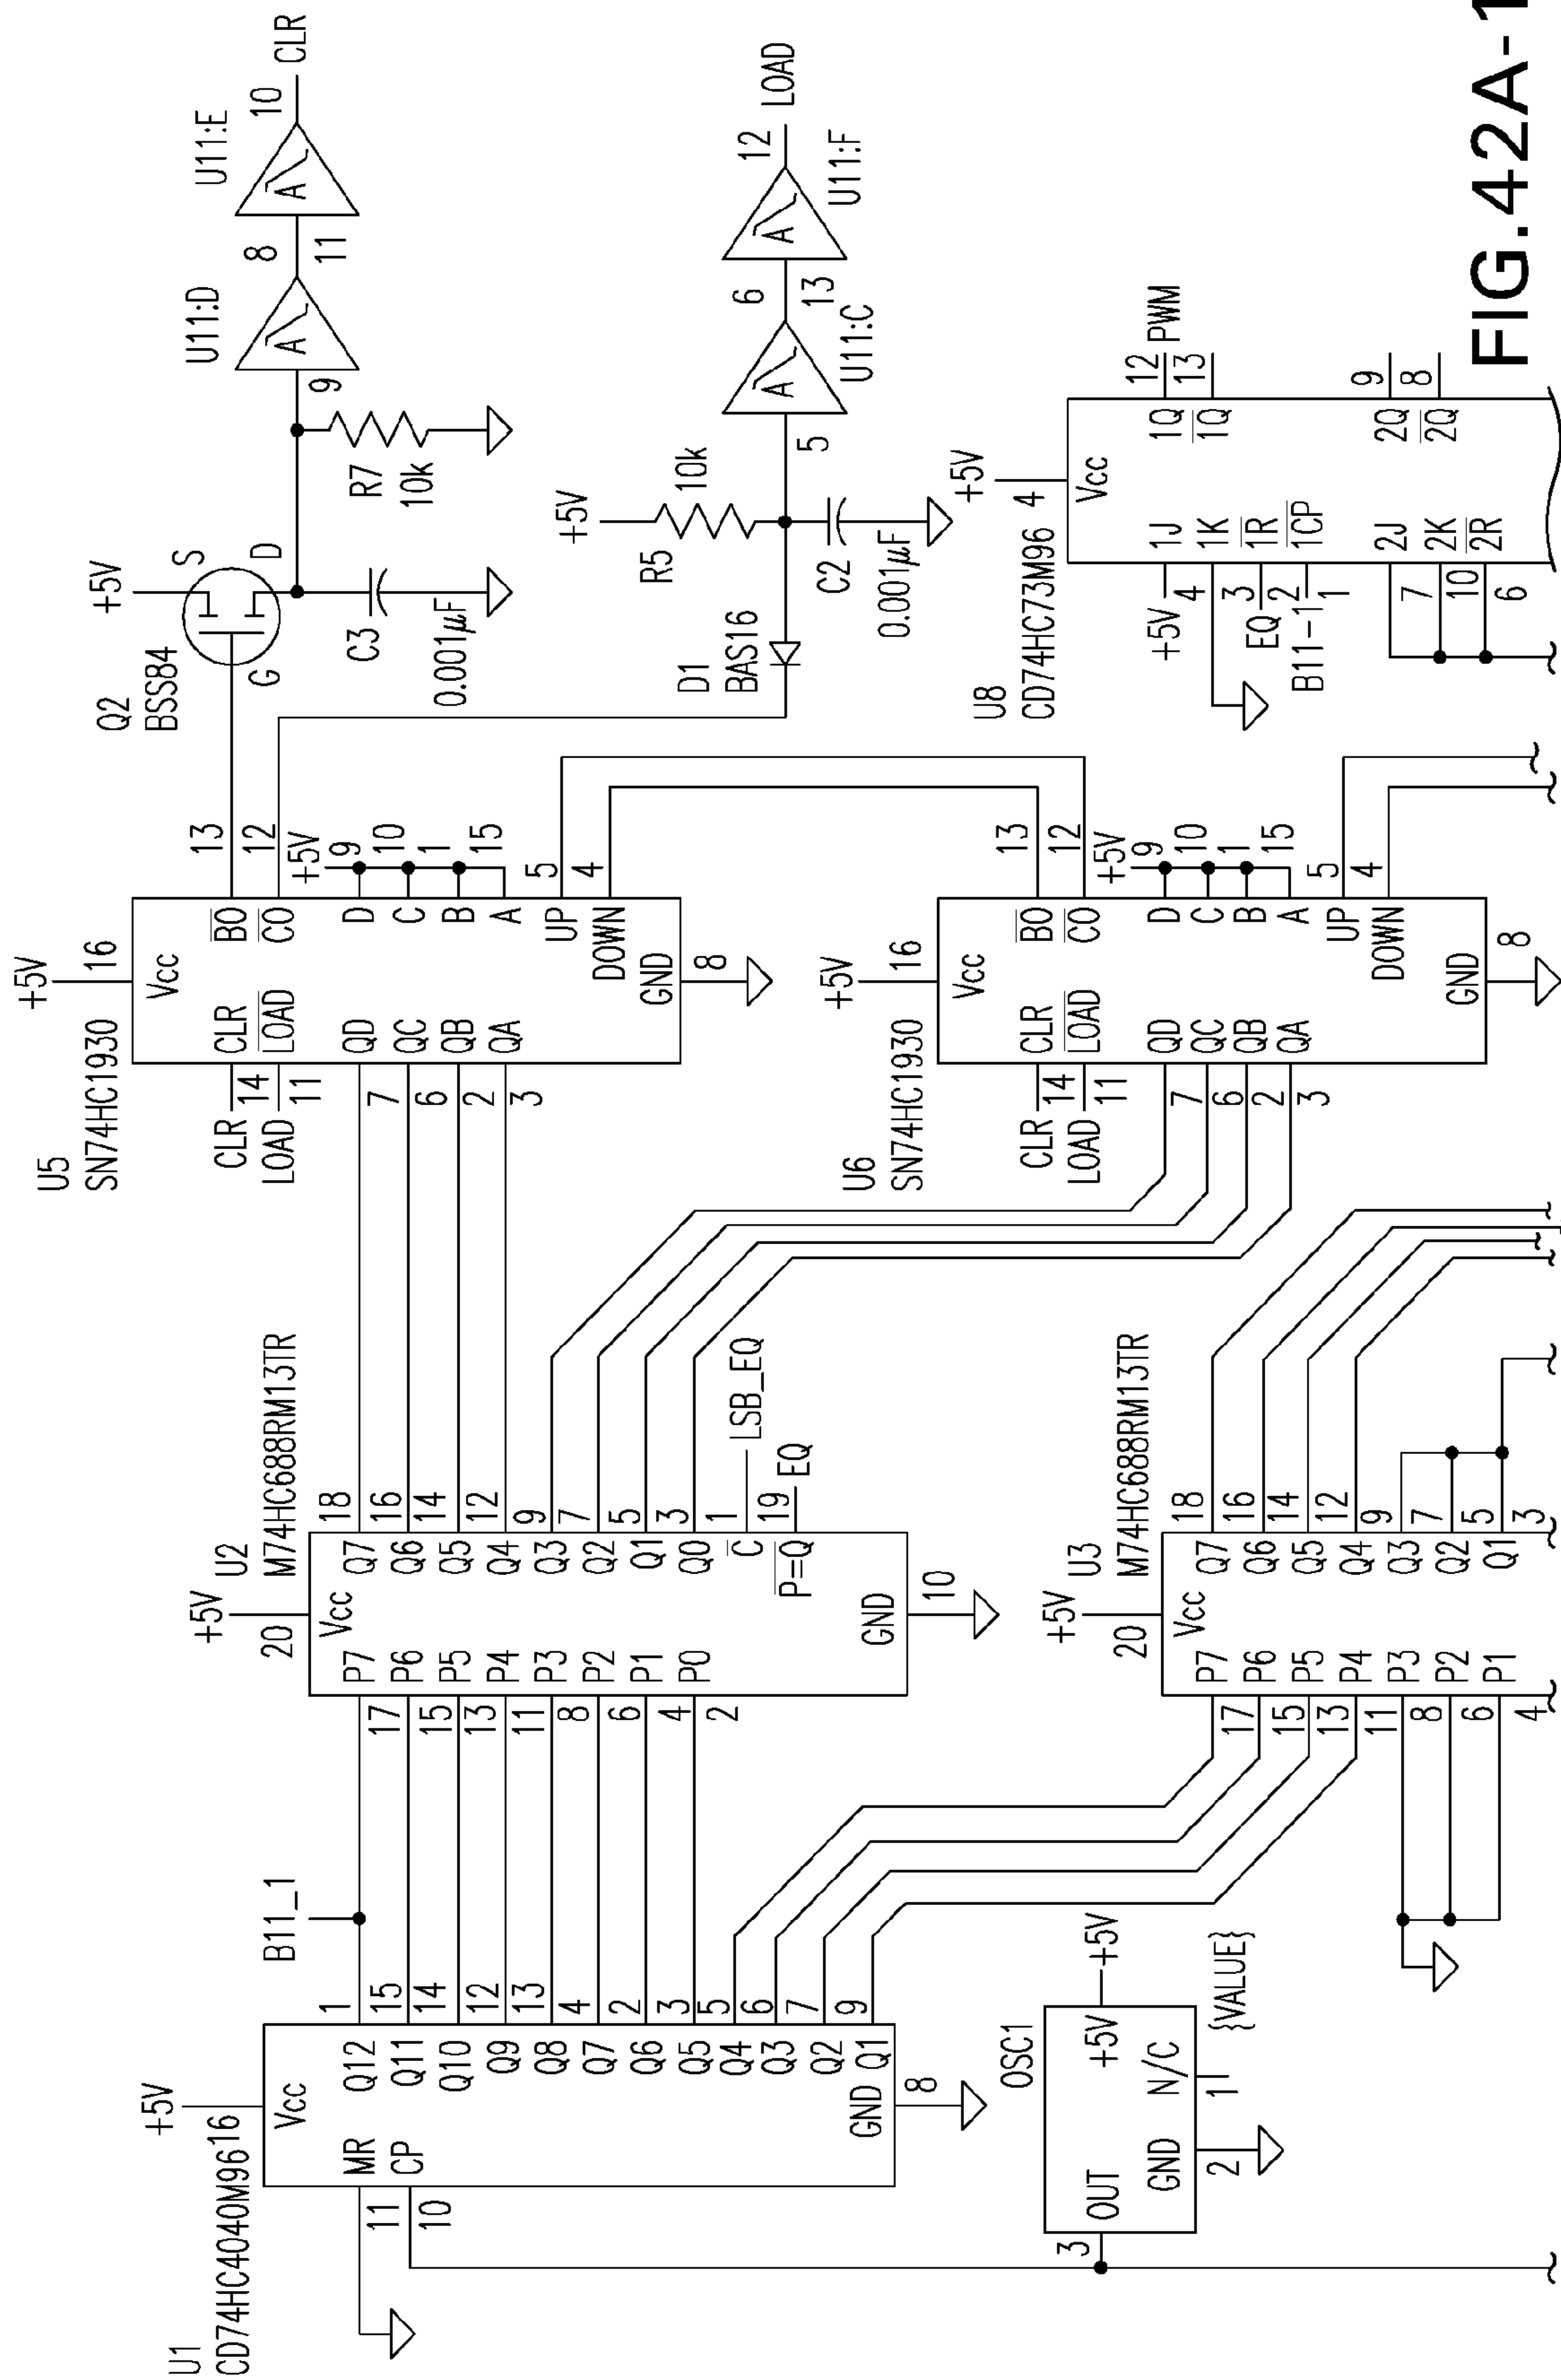 U1
CD74HC4040M96
+5V
16
Vcc
MR
CP
11
10
Q12
Q11
Q10
Q9
Q8
Q7
Q6
Q5
Q4
Q3
Q2
Q1
GND
8
1
15
14
12
13
4
2
3
5
6
7
9
B11_1
OSC1
OUT
3
+5V
+5V
GND
2
N/C
1
{VALUE}
U2
M74HC688RM13TR
+5V
20
Vcc
P7
P6
P5
P4
P3
P2
P1
P0
17
15
13
11
8
6
4
2
Q7
Q6
Q5
Q4
Q3
Q2
Q1
Q0
C
P=Q
18
16
14
12
9
7
5
3
1
LSB_EQ
19
EQ
GND
10
U3
M74HC688RM13TR
+5V
20
Vcc
P7
P6
P5
P4
P3
P2
P1
17
15
13
11
8
6
4
Q7
Q6
Q5
Q4
Q3
Q2
Q1
18
16
14
12
9
7
5
3
U5
SN74HC1930
+5V
16
Vcc
CLR
LOAD
CLR
14
LOAD
11
QD
QC
QB
QA
7
6
2
3
BO
CO
D
C
B
A
UP
DOWN
GND
8
13
12
+5V
9
10
1
15
5
4
U6
SN74HC1930
+5V
16
Vcc
CLR
LOAD
CLR
14
LOAD
11
QD
QC
QB
QA
7
6
2
3
BO
CO
D
C
B
A
UP
DOWN
GND
8
13
12
+5V
9
10
1
15
5
4
Q2
BSS84
+5V
S
D
G
C3
0.001µF
R7
10k
U11:D
A
9
8
U11:E
A
11
10
CLR
+5V
R5
10k
D1
BAS16
C2
0.001µF
U11:C
A
5
6
U11:F
A
13
12
LOAD
U8
CD74HC73M96
+5V
4
Vcc
1J
1K
1R
1CP
2J
2K
2R
+5V
4
3
EQ
2
B11-1
1
7
10
6
1Q
1Q
2Q
2Q
12
PWM
13
9
8
FIG.42A-1